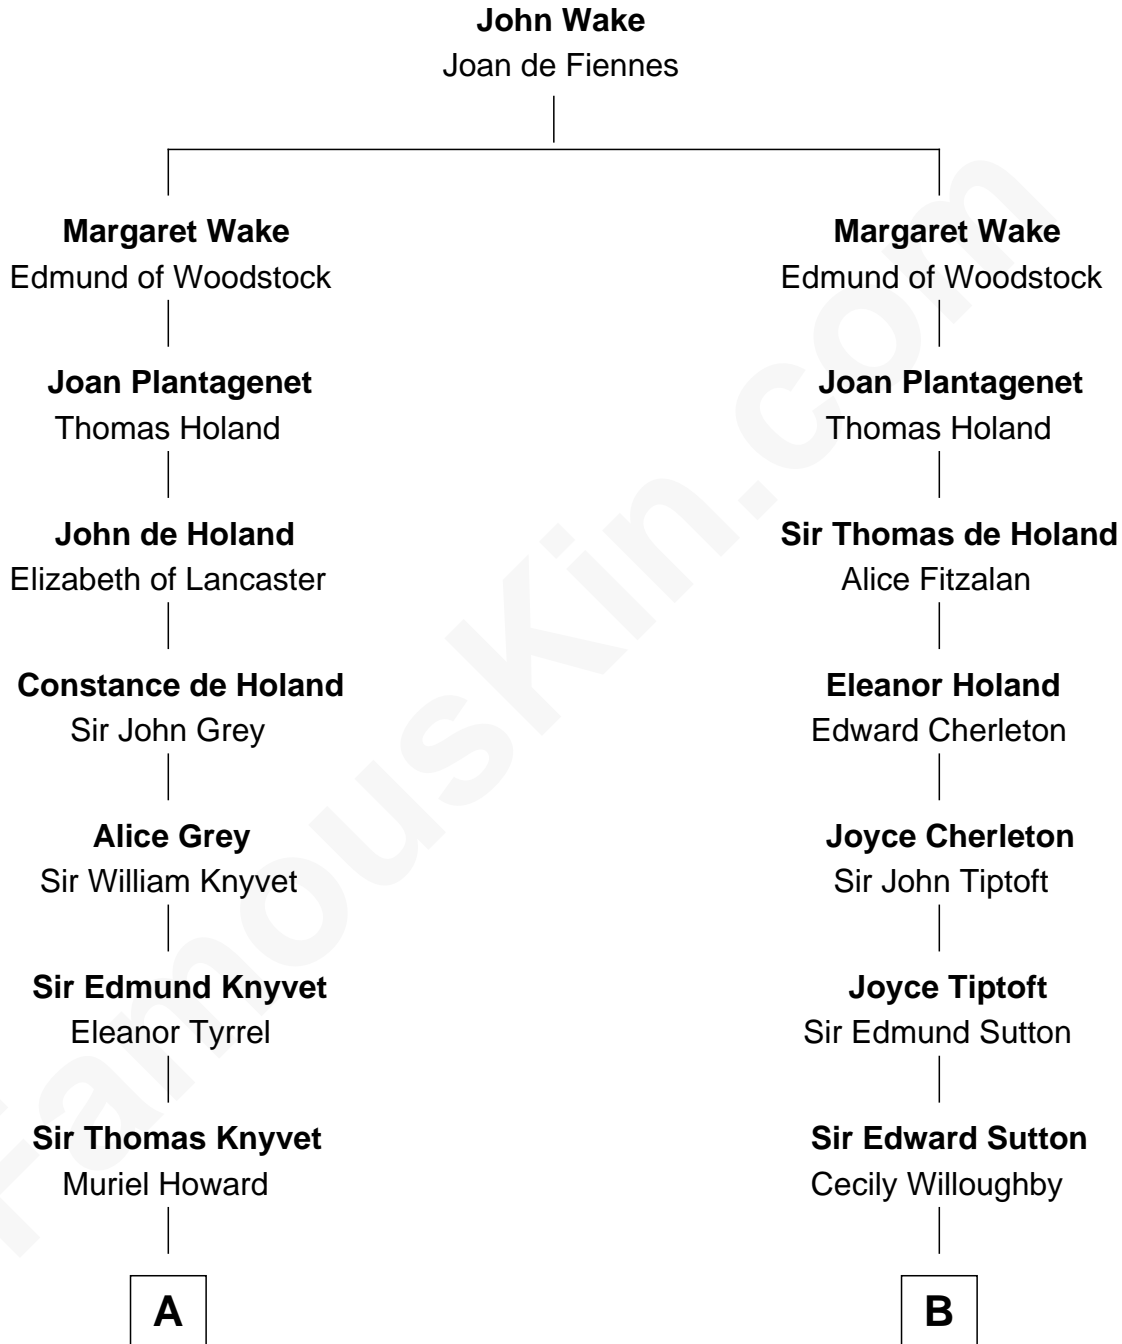 John Wake
Joan de Fiennes
Margaret Wake
Edmund of Woodstock
Joan Plantagenet
Thomas Holand
John de Holand
Elizabeth of Lancaster
Constance de Holand
Sir John Grey
Alice Grey
Sir William Knyvet
Sir Edmund Knyvet
Eleanor Tyrrel
Sir Thomas Knyvet
Muriel Howard
A
Margaret Wake
Edmund of Woodstock
Joan Plantagenet
Thomas Holand
Sir Thomas de Holand
Alice Fitzalan
Eleanor Holand
Edward Cherleton
Joyce Cherleton
Sir John Tiptoft
Joyce Tiptoft
Sir Edmund Sutton
Sir Edward Sutton
Cecily Willoughby
B
FamousKin.com